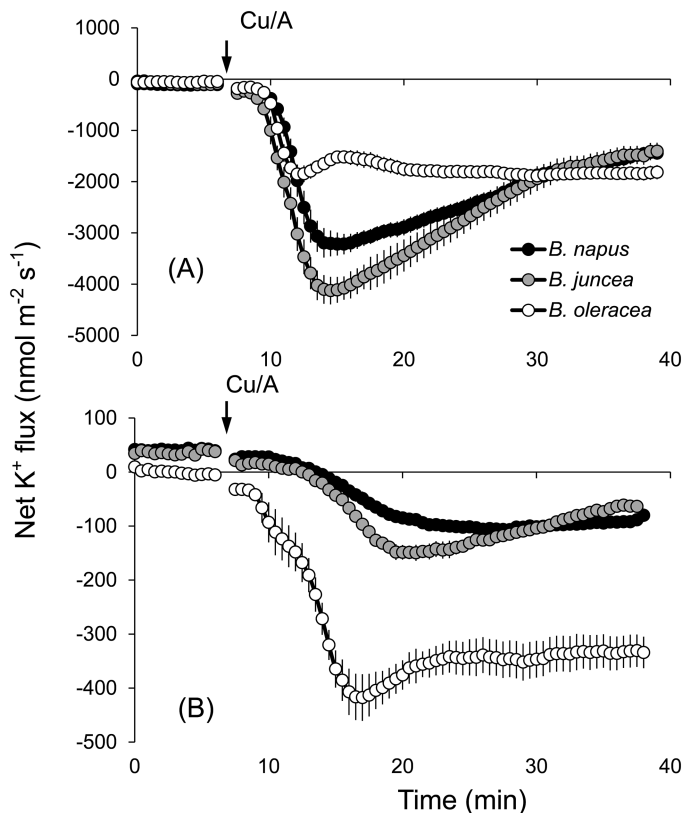 Cu/A
1000
0
-1000
-2000
-3000
-4000
-5000
(A)
B. napus
B. juncea
B. oleracea
0 10 20 30 40
Cu/A
100
0
-100
-200
-300
-400
-500
(B)
0 10 20 30 40
Time (min)
Net K⁺ flux (nmol m⁻² s⁻¹)